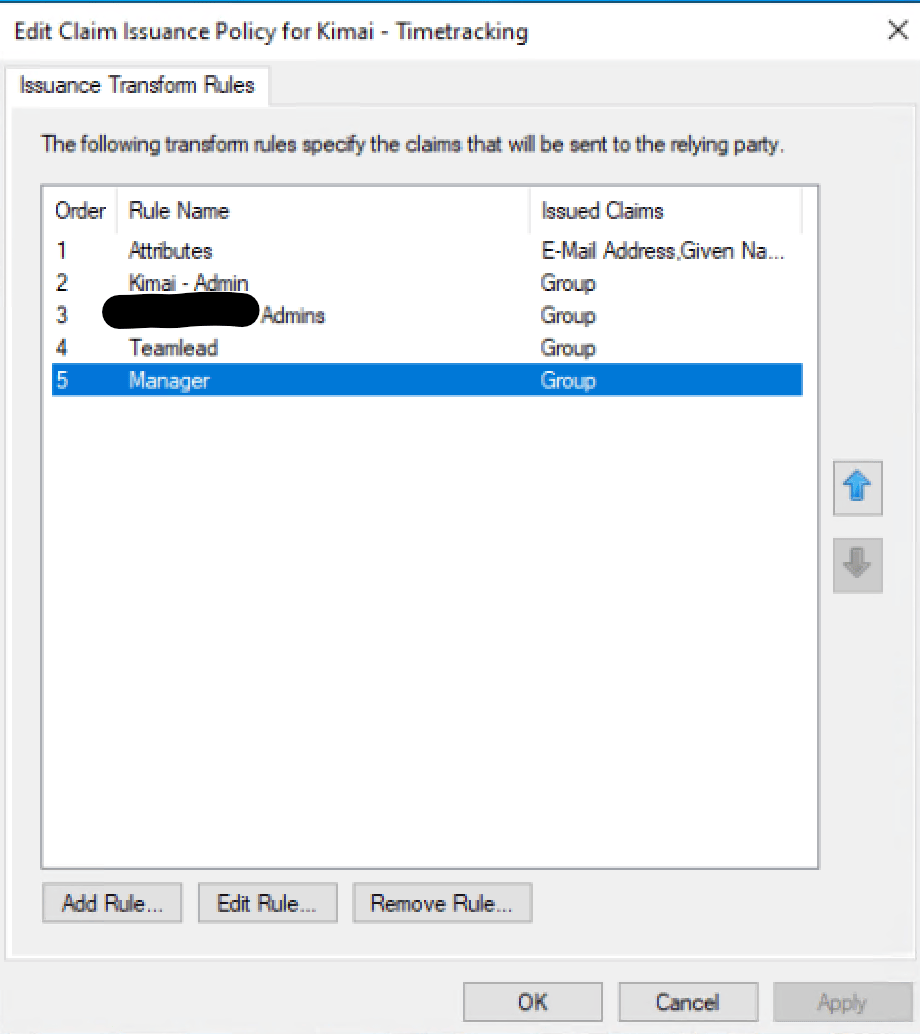 Edit Claim Issuance Policy for Kimai - Timetracking
Issuance Transform Rules
The following transform rules specify the claims that will be sent to the relying party.
Order Rule Name Issued Claims
1 Attributes E-Mail Address,Given Na...
2 Kimai - Admin Group
3 Admins Group
4 Teamlead Group
5 Manager Group
Add Rule... Edit Rule... Remove Rule...
OK Cancel Apply